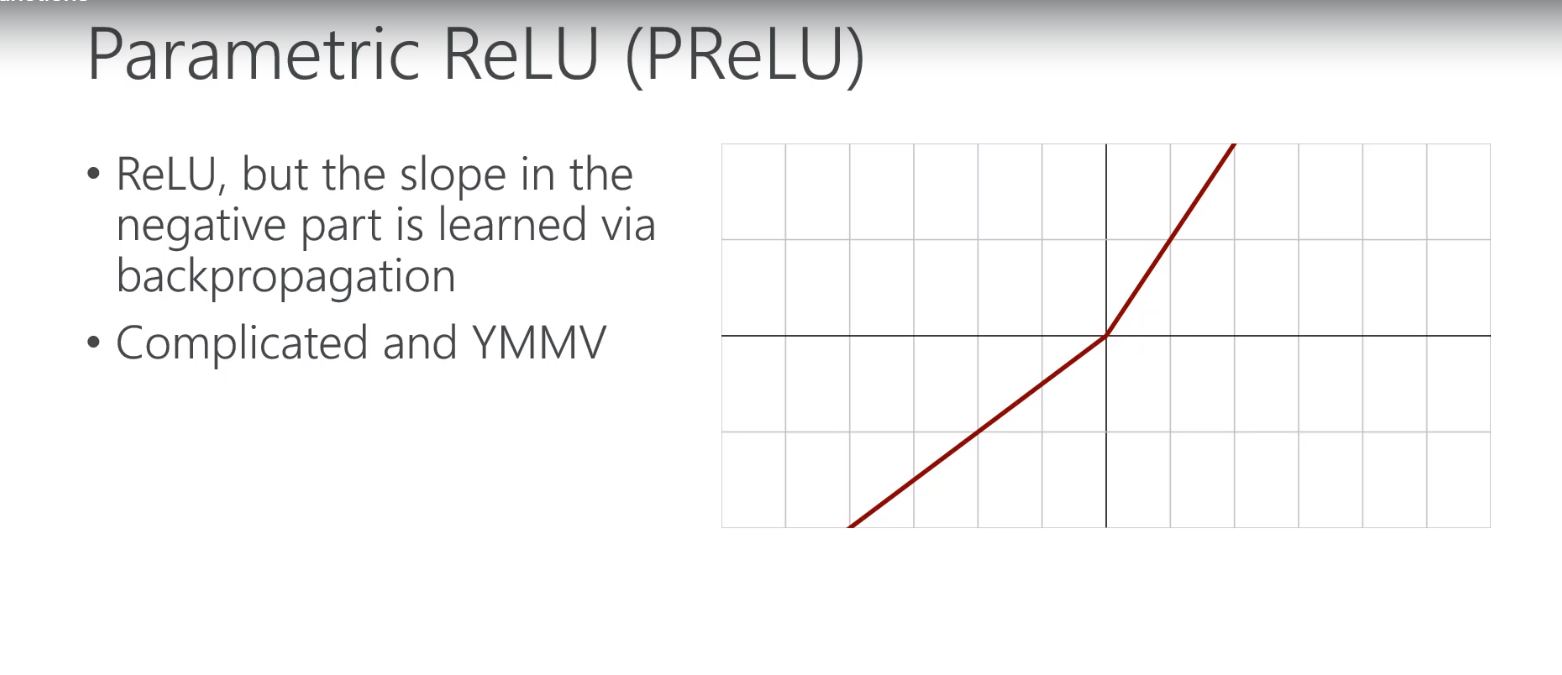 Parametric ReLU (PReLU)
• ReLU, but the slope in the
negative part is learned via
backpropagation
• Complicated and YMMV